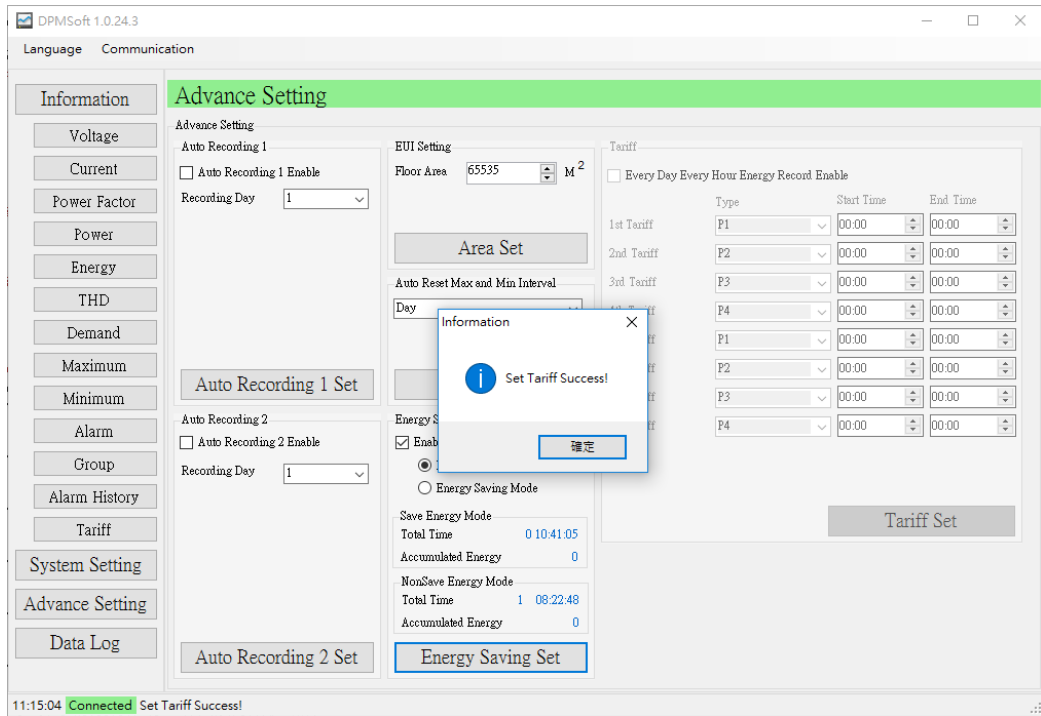 DPMSoft 1.0.24.3
Language Communication
Information
Voltage
Current
Power Factor
Power
Energy
THD
Demand
Maximum
Minimum
Alarm
Group
Alarm History
Tariff
System Setting
Advance Setting
Data Log
Advance Setting
Advance Setting
Auto Recording 1
Auto Recording 1 Enable
Recording Day 1
Auto Recording 1 Set
Auto Recording 2
Auto Recording 2 Enable
Recording Day 1
Auto Recording 2 Set
EUI Setting
Floor Area 65535 M 2
Area Set
Auto Reset Max and Min Interval
Day
Energy Saving Mode
Save Energy Mode
Total Time 0 10:41:05
Accumulated Energy 0
NonSave Energy Mode
Total Time 1 08:22:48
Accumulated Energy 0
Energy Saving Set
Information
Set Tariff Success!
確定
Tariff
Every Day Every Hour Energy Record Enable
Type Start Time End Time
1st Tariff P1 00:00 00:00
2nd Tariff P2 00:00 00:00
3rd Tariff P3 00:00 00:00
P4 00:00 00:00
P1 00:00 00:00
P2 00:00 00:00
P3 00:00 00:00
P4 00:00 00:00
Tariff Set
11:15:04 Connected Set Tariff Success!